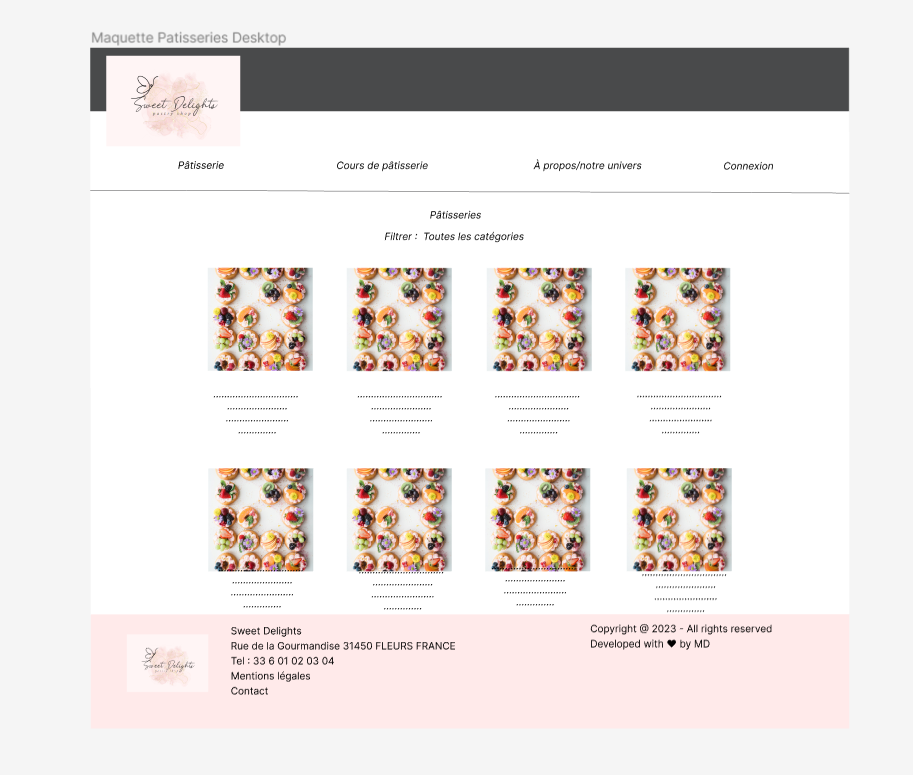 Maquette Patisseries Desktop
Sweet Delights
pastry shop
Pâtisserie
Cours de pâtisserie
À propos/notre univers
Connexion
Pâtisseries
Filtrer : Toutes les catégories
Sweet Delights
Sweet Delights
Rue de la Gourmandise 31450 FLEURS FRANCE
Tel : 33 6 01 02 03 04
Mentions légales
Contact
Copyright @ 2023 - All rights reserved
Developed with ♥ by MD